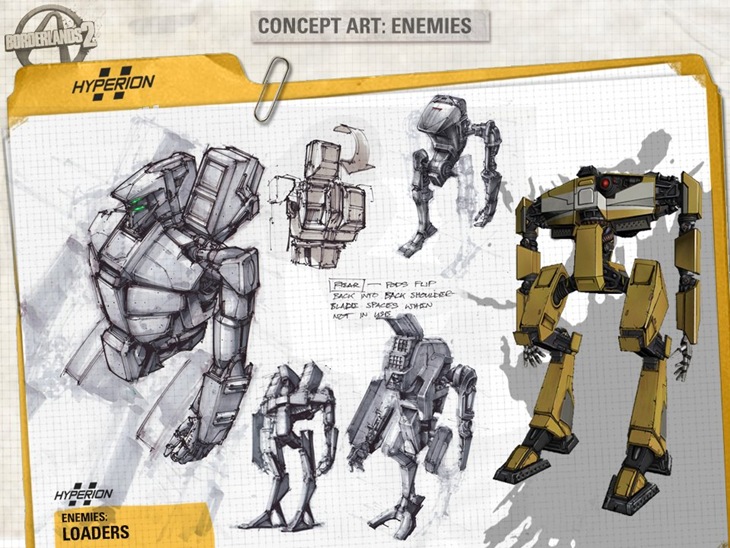 BORDERLANDS 2
CONCEPT ART: ENEMIES
HYPERION
REAR — PODS FLIP
BACK INTO BACK SHOULDER
BLADE SPACES WHEN
NOT IN USE
HYPERION
ENEMIES:
LOADERS